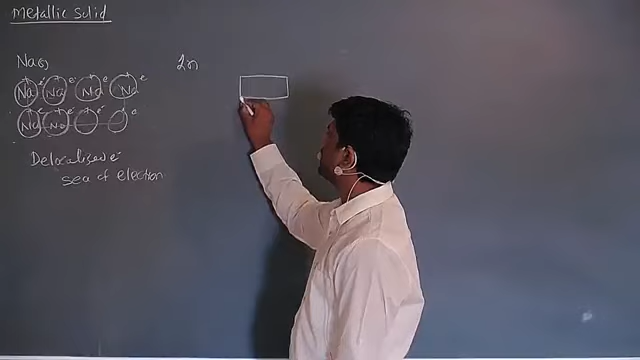 Metallic Solid
Na(s)
Zn
Na e Na e Na e Na e
Na Na e e
Delocalised e-
sea of electron